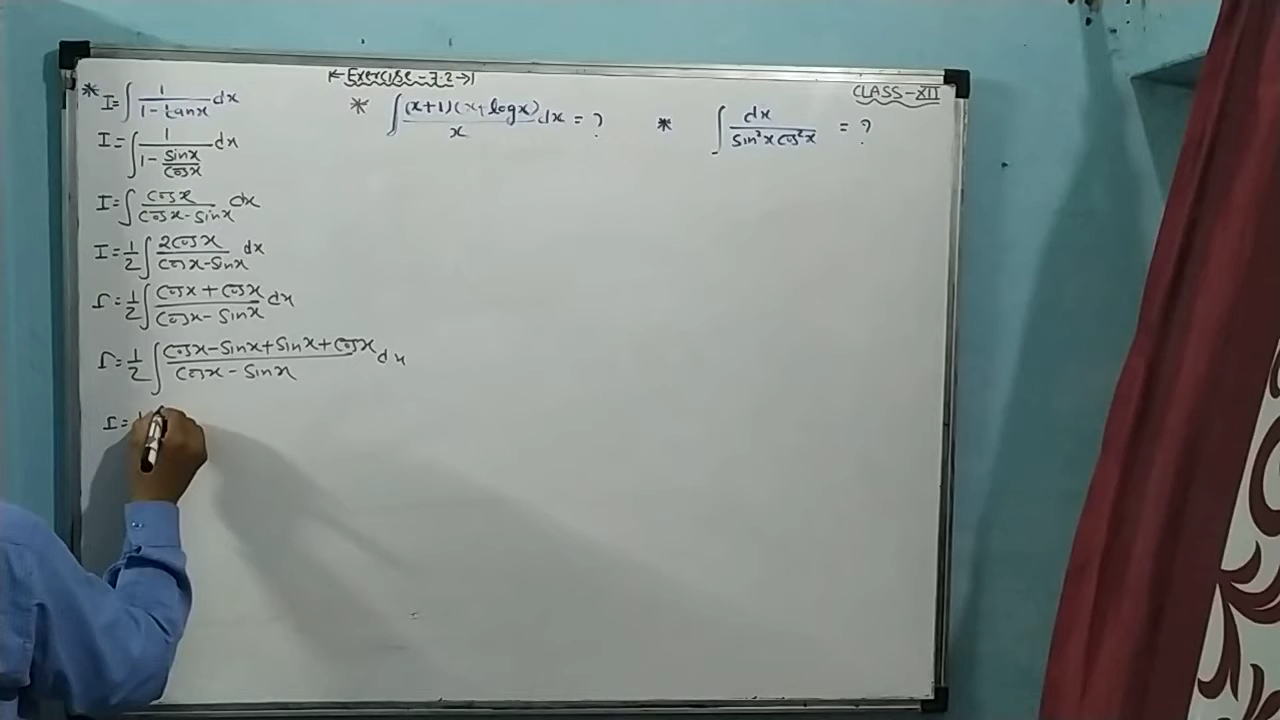 ← Exercise-7.2 →
CLASS-XII
* I=∫ 1/(1-tanx) dx
I=∫ 1/(1-sinx/cosx) dx
I=∫ cosx/(cosx-sinx) dx
I=1/2 ∫ 2cosx/(cosx-sinx) dx
I=1/2 ∫ (cosx+cosx)/(cosx-sinx) dx
I=1/2 ∫ (cosx-sinx+sinx+cosx)/(cosx-sinx) dx
I=
* ∫ (x+1)(x+logx)/x dx = ?
* ∫ dx/(sin²x cos²x) = ?